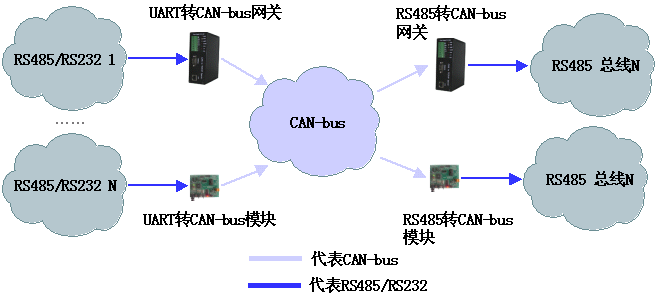 UART转CAN-bus网关
RS485转CAN-bus
网关
RS485/RS232 1
RS485 总线N
……
CAN-bus
RS485/RS232 N
RS485 总线N
UART转CAN-bus模块
RS485转CAN-bus
模块
代表CAN-bus
代表RS485/RS232